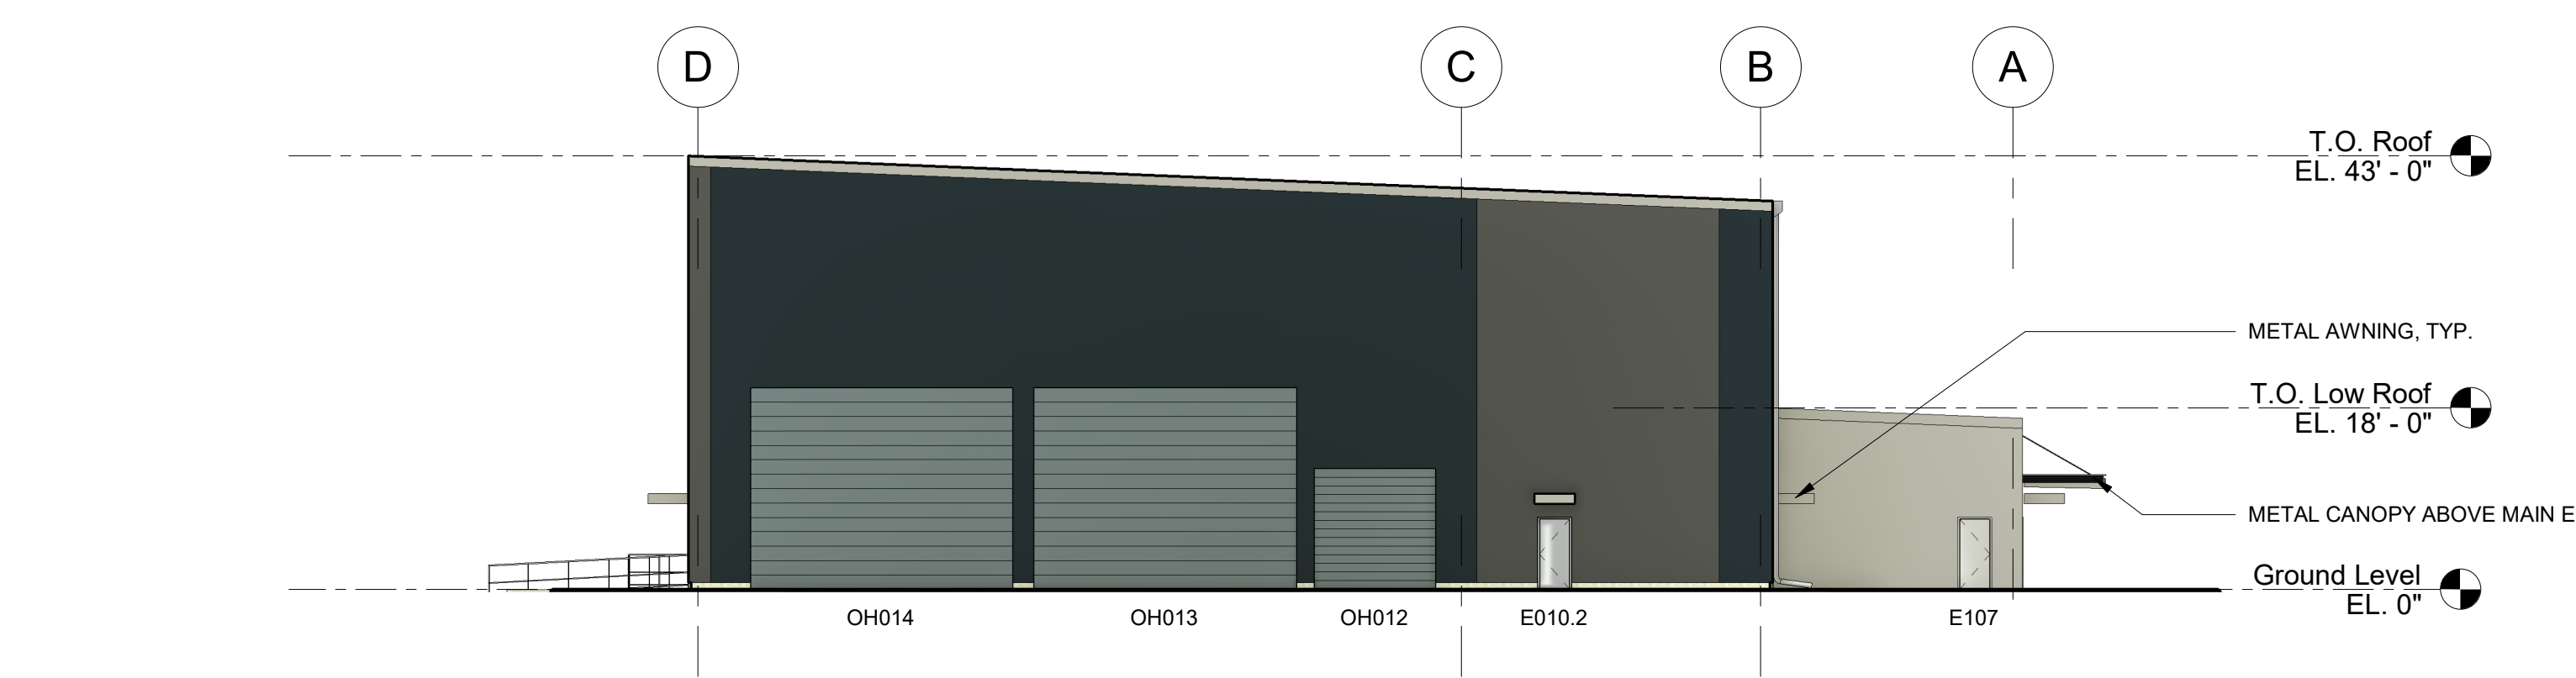 D
C
B
A
T.O. Roof
EL. 43' - 0"
METAL AWNING, TYP.
T.O. Low Roof
EL. 18' - 0"
METAL CANOPY ABOVE MAIN E
Ground Level
EL. 0"
OH014
OH013
OH012
E010.2
E107